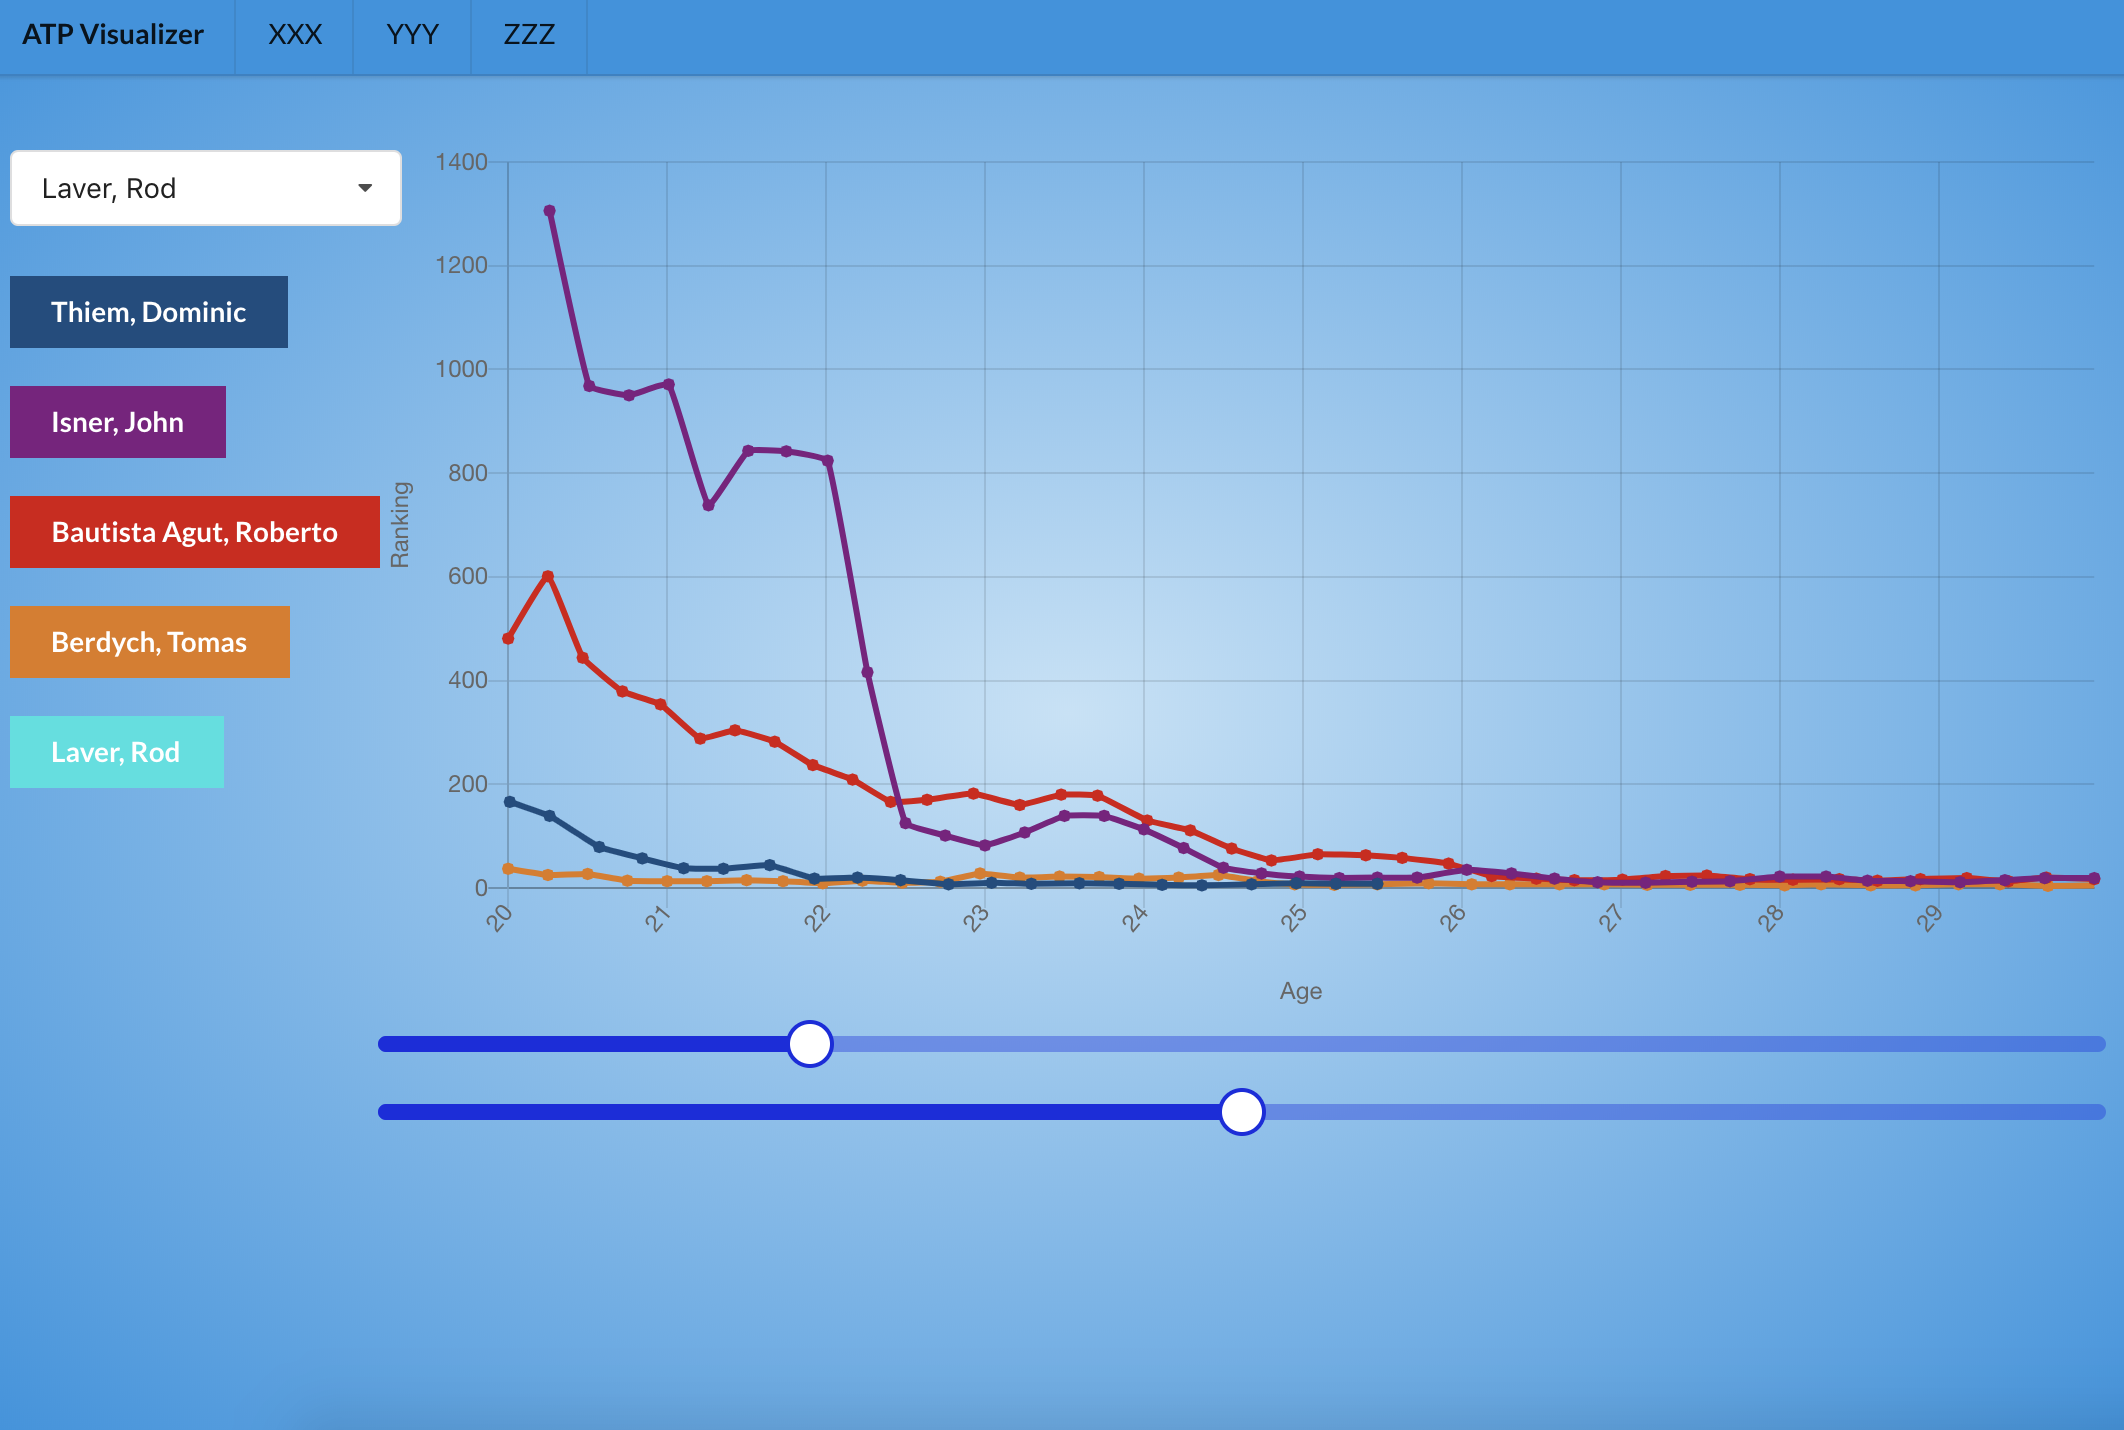 ATP Visualizer XXX YYY ZZZ
Laver, Rod
Thiem, Dominic
Isner, John
Bautista Agut, Roberto
Berdych, Tomas
Laver, Rod
Ranking
1400
1200
1000
800
600
400
200
0
20 21 22 23 24 25 26 27 28 29
Age